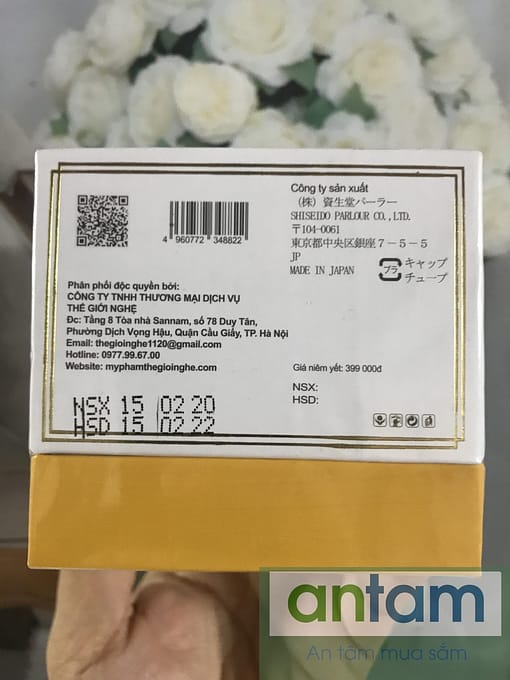 Công ty sản xuất
(株) 資生堂パーラー
SHISEIDO PARLOUR CO.,LTD.
〒104-0061
東京都中央区銀座７－５－５
JP
MADE IN JAPAN
プラ
キャップ
チューブ
4 960772 348822
Phân phối độc quyền bởi:
CÔNG TY TNHH THƯƠNG MẠI DỊCH VỤ
THẾ GIỚI NGHỆ
Đc: Tầng 8 Tòa nhà Sannam, số 78 Duy Tân,
Phường Dịch Vọng Hậu, Quận Cầu Giấy, TP. Hà Nội
Email: thegioinghe1120@gmail.com
Hotline: 0977.99.67.00
Website: myphamthegioinghe.com
Giá niêm yết: 399 000đ
NSX:
HSD:
NSX 15 /02 20
HSD 15 /02.22
antam
An tâm mua sắm